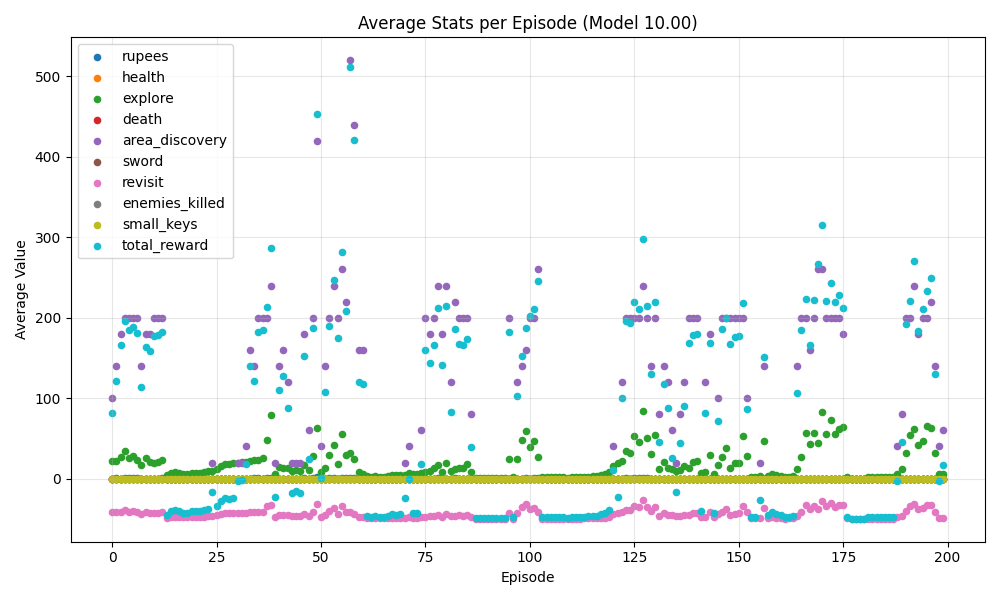 Average Stats per Episode (Model 10.00)
rupees
health
explore
death
area_discovery
sword
revisit
enemies_killed
small_keys
total_reward
Average Value
500
400
300
200
100
0
0
25
50
75
100
125
150
175
200
Episode